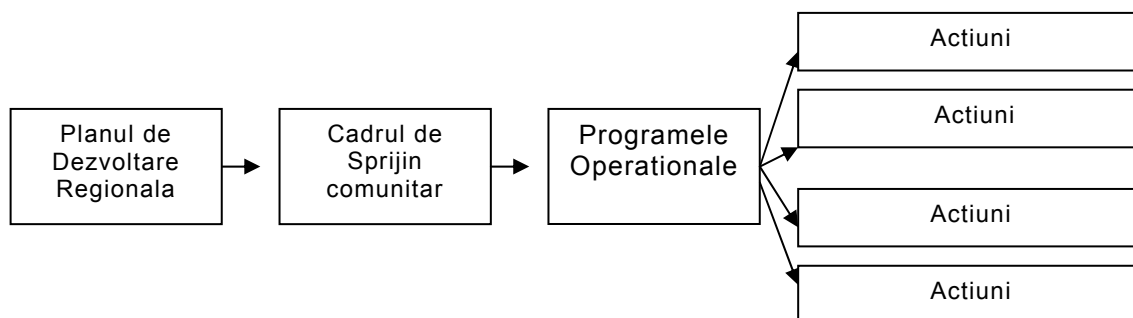 Planul de
Dezvoltare
Regionala
Cadrul de
Sprijin
comunitar
Programele
Operationale
Actiuni
Actiuni
Actiuni
Actiuni